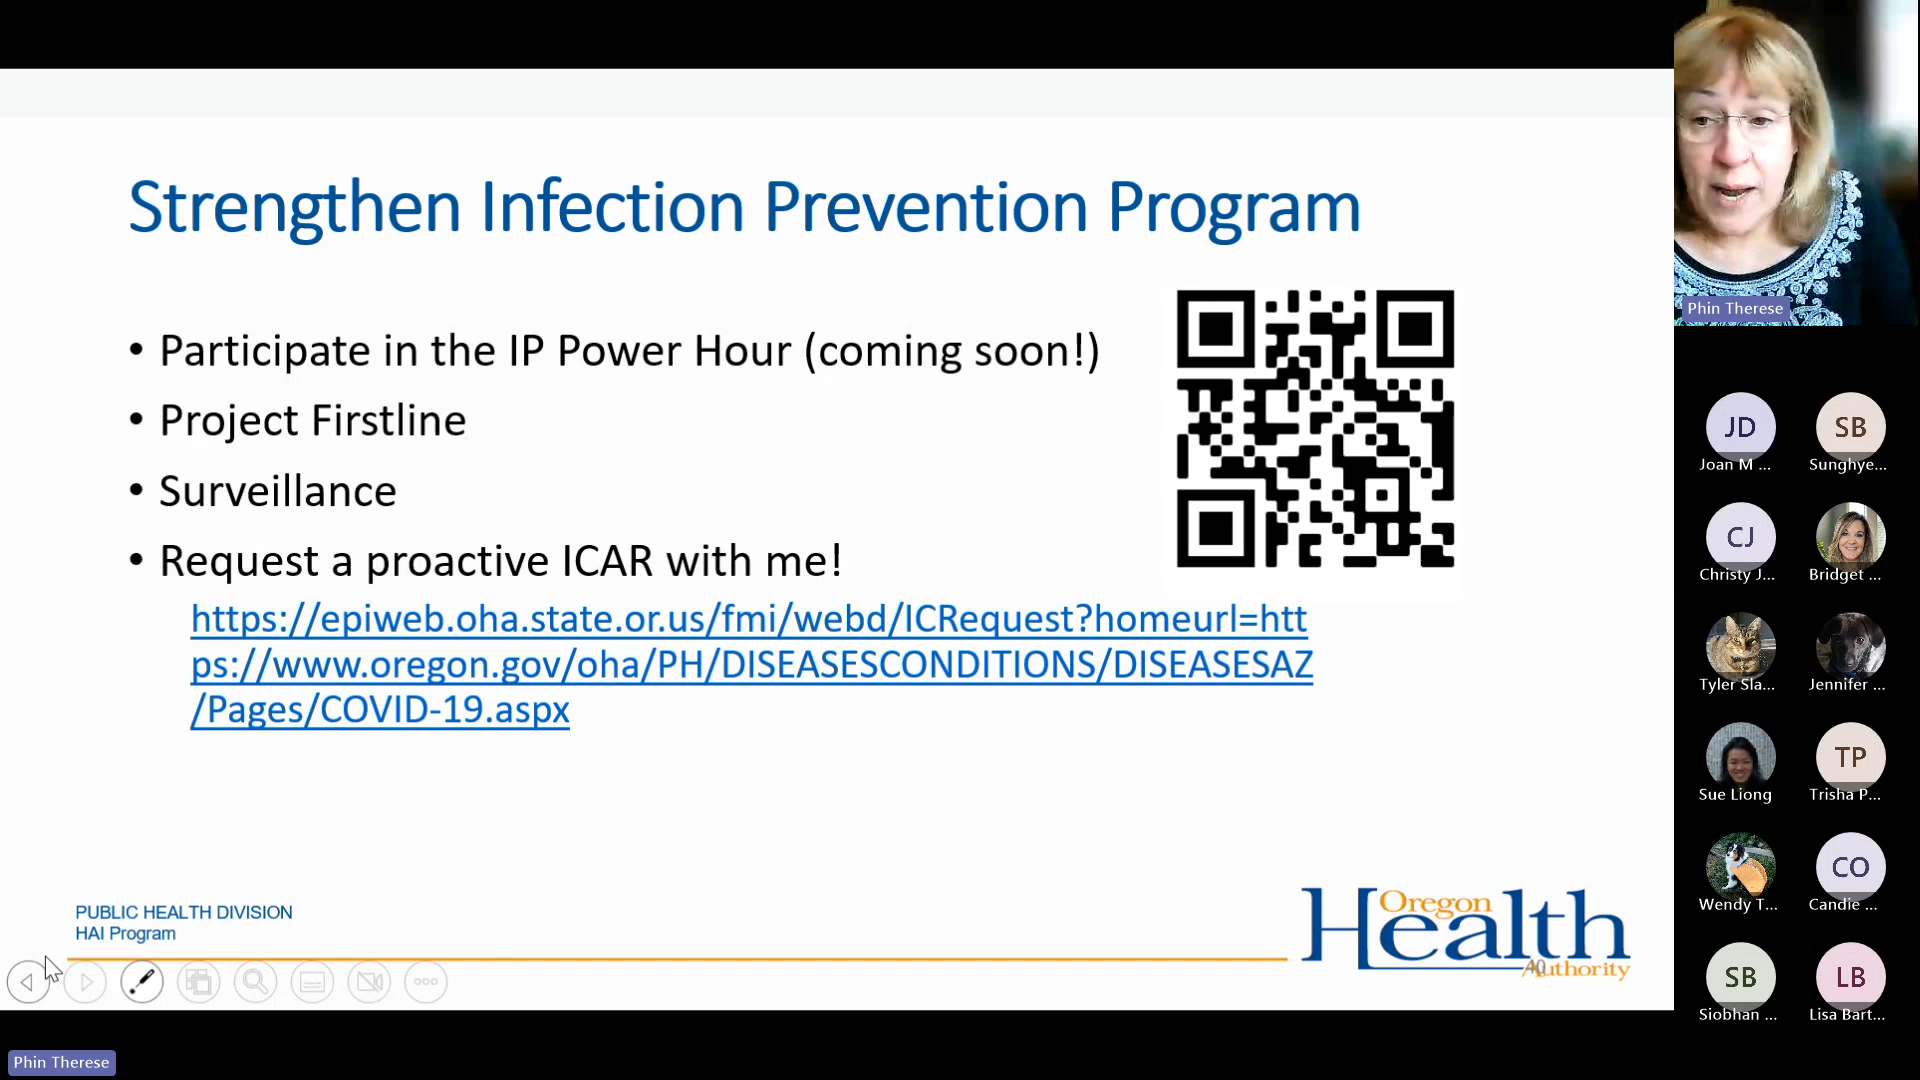 Strengthen Infection Prevention Program
• Participate in the IP Power Hour (coming soon!)
• Project Firstline
• Surveillance
• Request a proactive ICAR with me!
https://epiweb.oha.state.or.us/fmi/webd/ICRequest?homeurl=htt
ps://www.oregon.gov/oha/PH/DISEASESCONDITIONS/DISEASESAZ
/Pages/COVID-19.aspx
PUBLIC HEALTH DIVISION
HAI Program
Oregon
Health
Authority
40
Phin Therese
Phin Therese
JD
Joan M ...
SB
Sunghye...
CJ
Christy J...
Bridget ...
Tyler Sla...
Jennifer ...
Sue Liong
TP
Trisha P...
Wendy T...
CO
Candie ...
SB
Siobhan ...
LB
Lisa Bart...